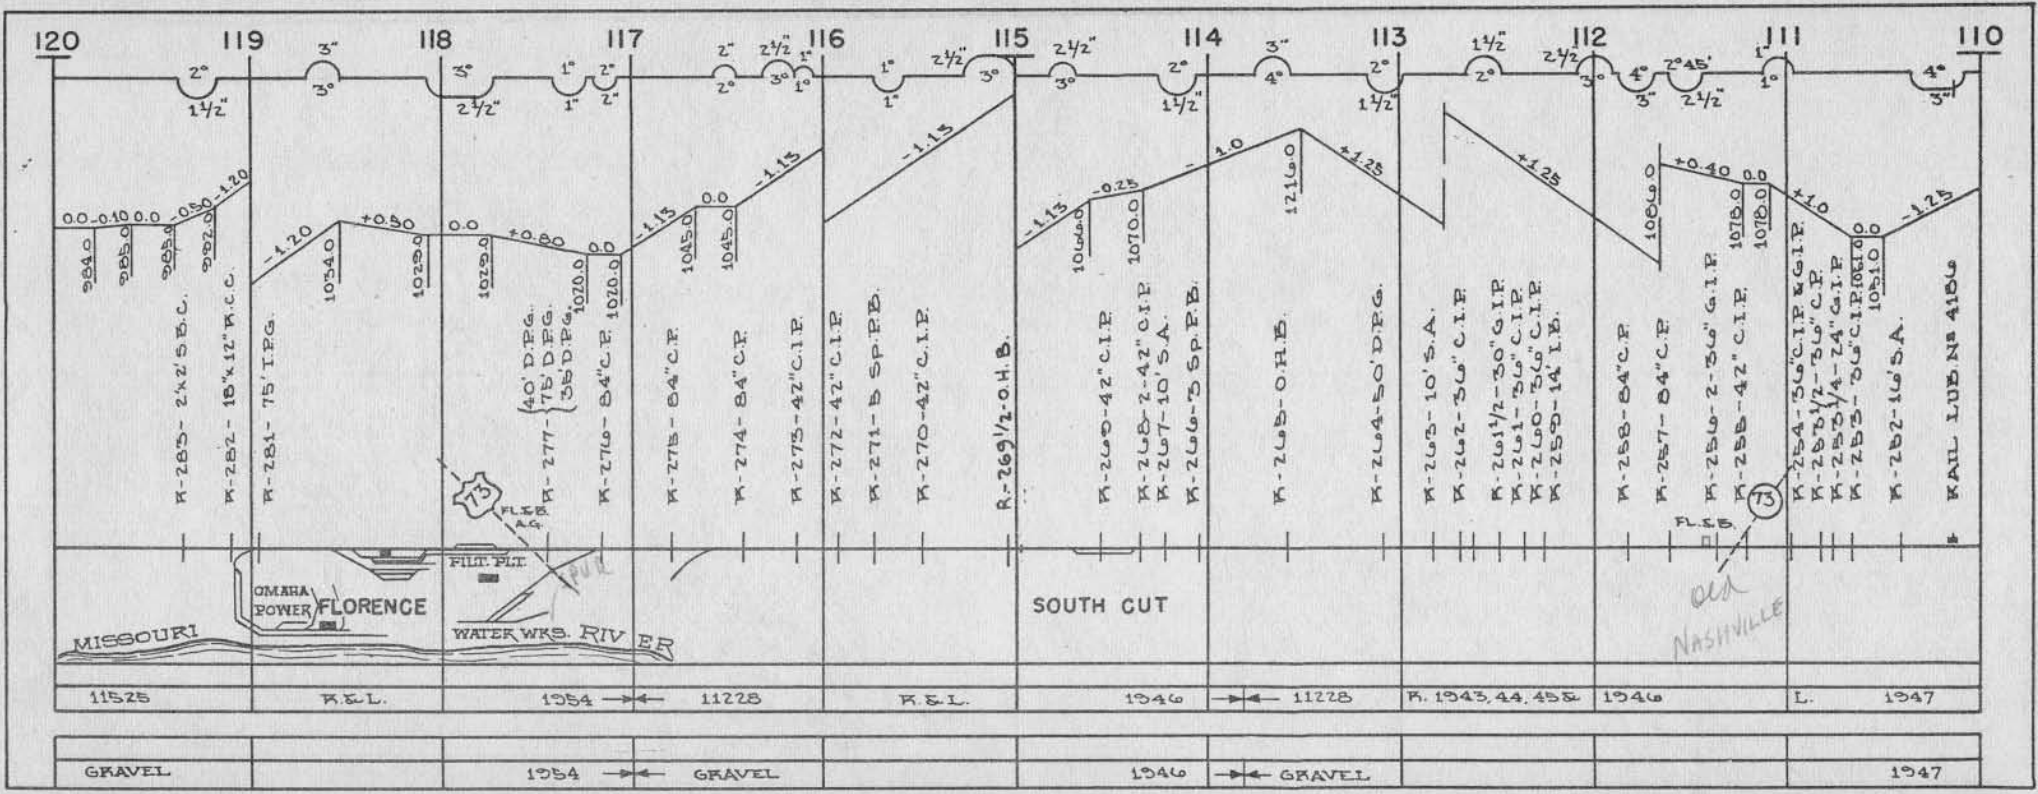 120 119 118 117 116 115 114 113 112 111 110
2° 1½"
3" 3°
3° 2½"
1° 1"
2° 2"
2" 2°
2½" 3°
1" 1°
1° 1"
2½" 3°
2½" 3°
2° 1½"
3" 4°
2° 1½"
1½" 2°
2½" 3°
4° 3"
2°45' 2½"
1" 1°
4° 3"
0.0 -0.10 0.0 -0.50 -1.20
-1.20 +0.50 0.0 +0.80 0.0
-1.13 0.0 -1.13
-1.13
-1.13 -0.25 -1.0 +1.25
+1.25
+0.40 0.0 +1.0 0.0 -1.25
984.0
985.0
985.0
992.0
1034.0
1029.0
1029.0
1020.0
1020.0
1045.0
1045.0
1066.0
1070.0
1216.0
1086.0
1078.0
1078.0
1051.0
R-283-2'x2' S.B.C.
R-282-18"x12" R.C.C.
R-281-75' I.P.G.
R-277-
40' D.P.G.
75' D.P.G.
35' D.P.G.
R-276-84" C.P.
R-275-84" C.P.
R-274-84" C.P.
R-273-42" C.I.P.
R-272-42" C.I.P.
R-271-5 Sp. P.B.
R-270-42" C.I.P.
R-269½-O.H.B.
R-269-42" C.I.P.
R-268-2-42" C.I.P.
R-267-10' S.A.
R-266-3 Sp. P.B.
R-265-O.H.B.
R-264-50' D.P.G.
R-263-10' S.A.
R-262-36" C.I.P.
R-261½-30" G.I.P.
R-261-36" C.I.P.
R-260-36" C.I.P.
R-259-14' I.B.
R-258-84" C.P.
R-257-84" C.P.
R-256-2-36" G.I.P.
R-255-42" C.I.P.
R-254-36" C.I.P. & G.I.P.
R-253½-36" C.P.
R-253¼-24" G.I.P.
R-253-36" C.I.P.
R-252-16' S.A.
RAIL LUB. Nº 4186
73
FL.&B.
A.G.
73
FL.&B.
FILT. PLT.
OMAHA
POWER
FLORENCE
SPUR
WATER WKS.
MISSOURI RIVER
SOUTH CUT
Old
NASHVILLE
11525 R.&L. 1954 11228 R.&L. 1946 11228 R. 1943, 44, 45 & 1946 L. 1947
GRAVEL 1954 GRAVEL 1946 GRAVEL 1947